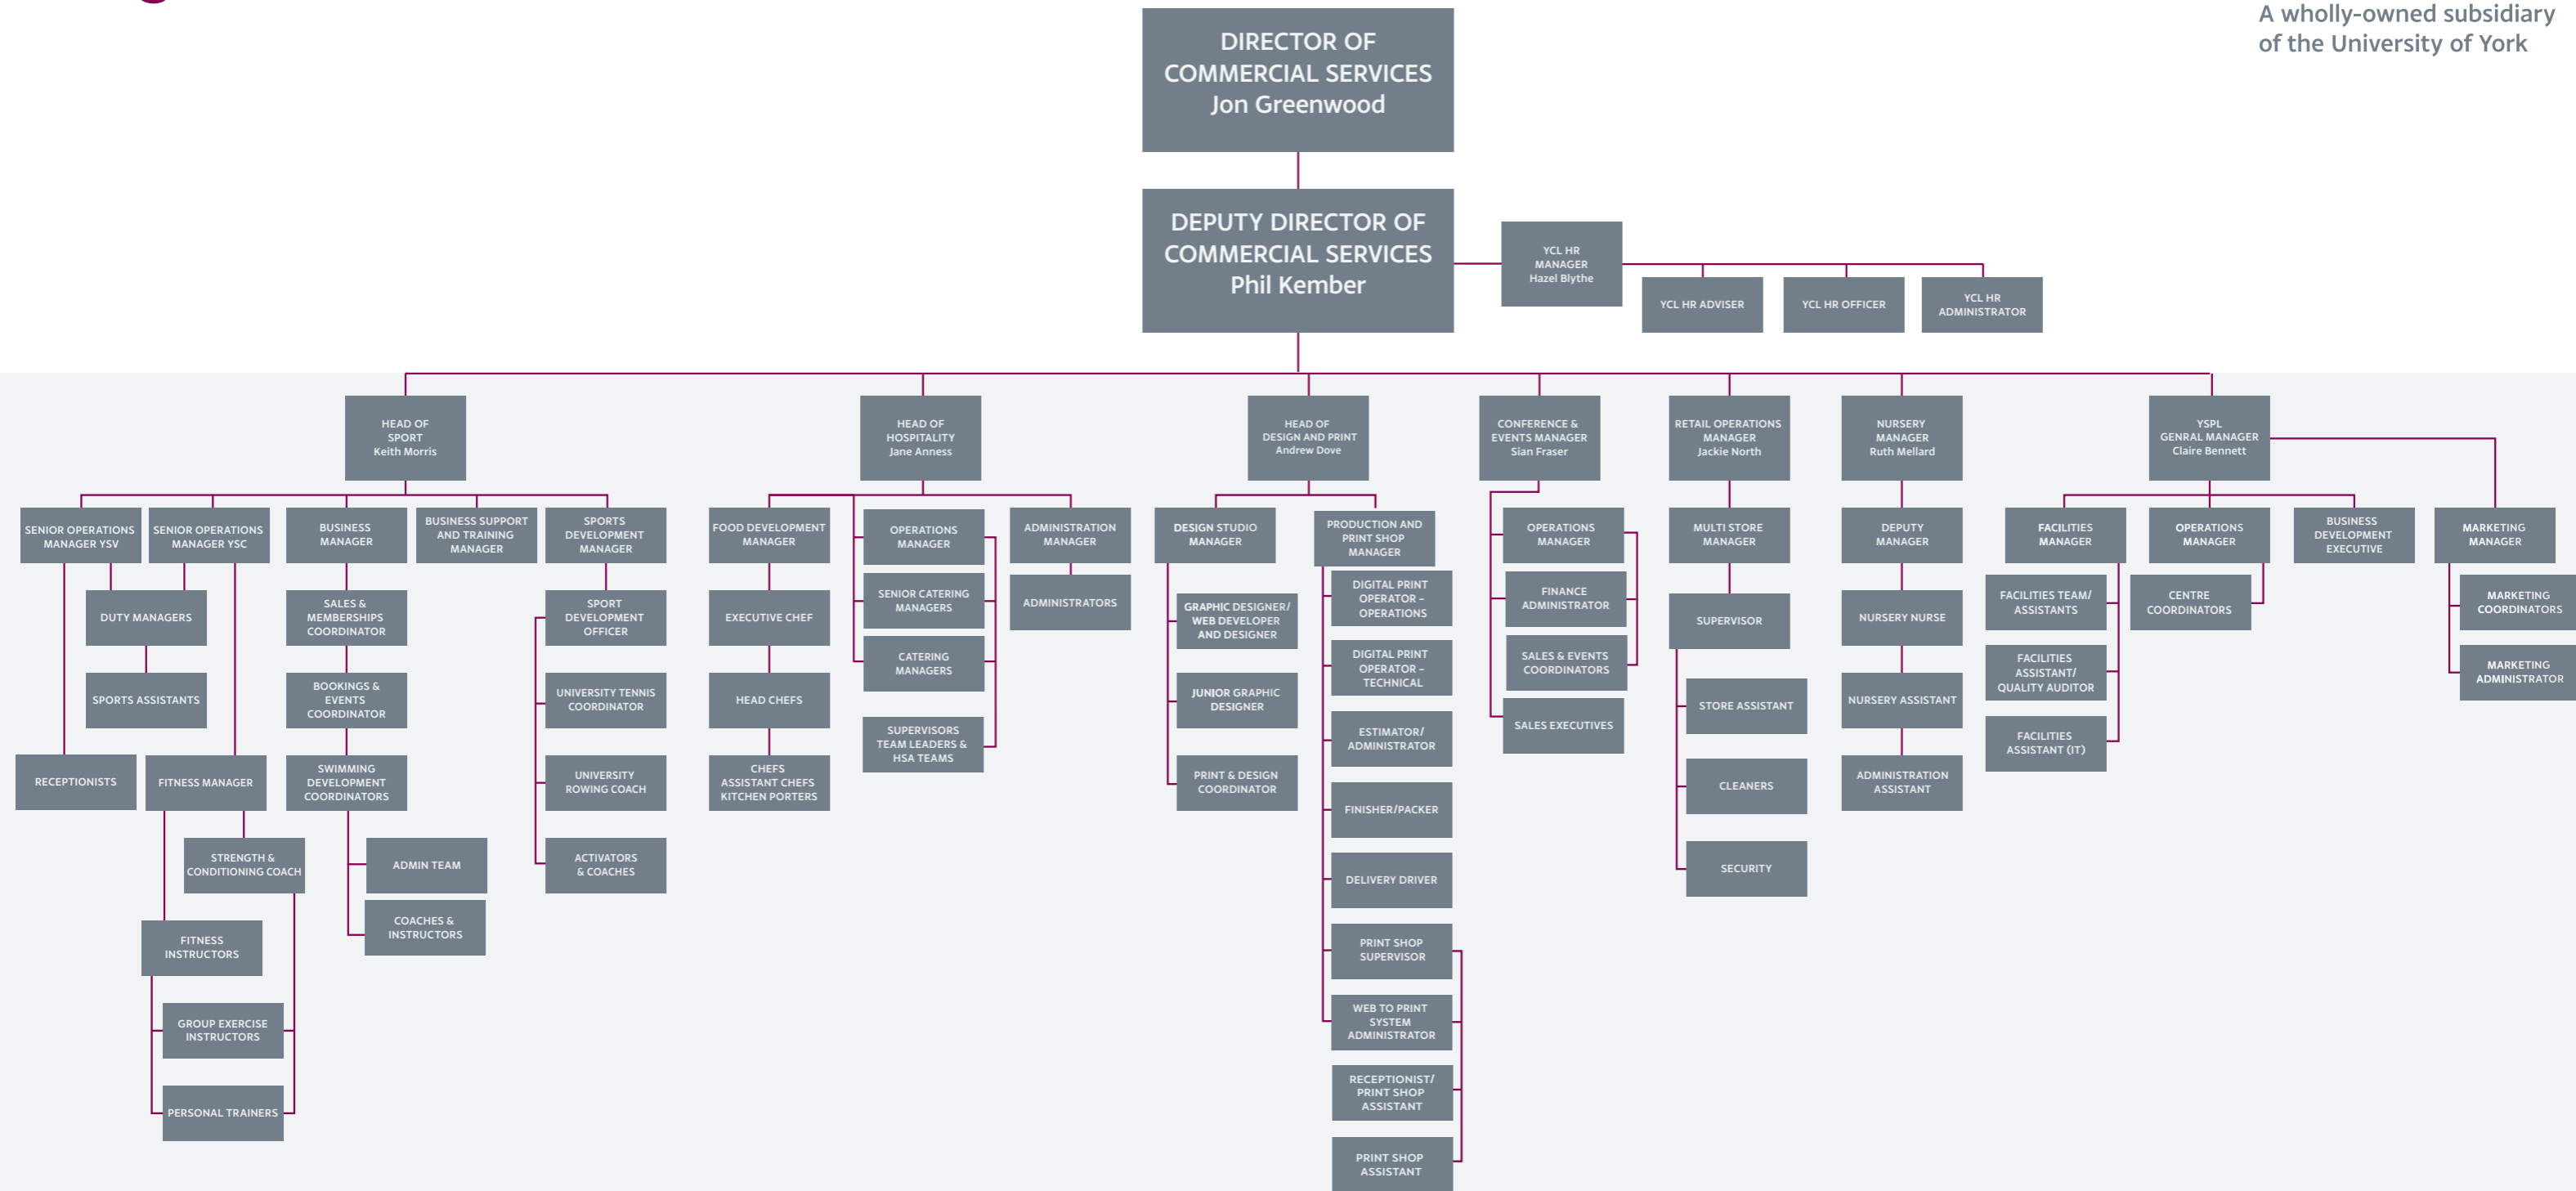 A wholly-owned subsidiary
of the University of York
DIRECTOR OF
COMMERCIAL SERVICES
Jon Greenwood
DEPUTY DIRECTOR OF
COMMERCIAL SERVICES
Phil Kember
YCL HR
MANAGER
Hazel Blythe
YCL HR ADVISER
YCL HR OFFICER
YCL HR
ADMINISTRATOR
HEAD OF
SPORT
Keith Morris
HEAD OF
HOSPITALITY
Jane Anness
HEAD OF
DESIGN AND PRINT
Andrew Dove
CONFERENCE &
EVENTS MANAGER
Sian Fraser
RETAIL OPERATIONS
MANAGER
Jackie North
NURSERY
MANAGER
Ruth Mellard
YSPL
GENRAL MANAGER
Claire Bennett
SENIOR OPERATIONS
MANAGER YSV
SENIOR OPERATIONS
MANAGER YSC
BUSINESS
MANAGER
BUSINESS SUPPORT
AND TRAINING
MANAGER
SPORTS
DEVELOPMENT
MANAGER
DUTY MANAGERS
SPORTS ASSISTANTS
RECEPTIONISTS
FITNESS MANAGER
STRENGTH &
CONDITIONING COACH
FITNESS
INSTRUCTORS
GROUP EXERCISE
INSTRUCTORS
PERSONAL TRAINERS
SALES &
MEMBERSHIPS
COORDINATOR
BOOKINGS &
EVENTS
COORDINATOR
SWIMMING
DEVELOPMENT
COORDINATORS
ADMIN TEAM
COACHES &
INSTRUCTORS
SPORT
DEVELOPMENT
OFFICER
UNIVERSITY TENNIS
COORDINATOR
UNIVERSITY
ROWING COACH
ACTIVATORS
& COACHES
FOOD DEVELOPMENT
MANAGER
EXECUTIVE CHEF
HEAD CHEFS
CHEFS
ASSISTANT CHEFS
KITCHEN PORTERS
OPERATIONS
MANAGER
SENIOR CATERING
MANAGERS
CATERING
MANAGERS
SUPERVISORS
TEAM LEADERS &
HSA TEAMS
ADMINISTRATION
MANAGER
ADMINISTRATORS
DESIGN STUDIO
MANAGER
GRAPHIC DESIGNER/
WEB DEVELOPER
AND DESIGNER
JUNIOR GRAPHIC
DESIGNER
PRINT & DESIGN
COORDINATOR
PRODUCTION AND
PRINT SHOP
MANAGER
DIGITAL PRINT
OPERATOR –
OPERATIONS
DIGITAL PRINT
OPERATOR –
TECHNICAL
ESTIMATOR/
ADMINISTRATOR
FINISHER/PACKER
DELIVERY DRIVER
PRINT SHOP
SUPERVISOR
WEB TO PRINT
SYSTEM
ADMINISTRATOR
RECEPTIONIST/
PRINT SHOP
ASSISTANT
PRINT SHOP
ASSISTANT
OPERATIONS
MANAGER
FINANCE
ADMINISTRATOR
SALES & EVENTS
COORDINATORS
SALES EXECUTIVES
MULTI STORE
MANAGER
SUPERVISOR
STORE ASSISTANT
CLEANERS
SECURITY
DEPUTY
MANAGER
NURSERY NURSE
NURSERY ASSISTANT
ADMINISTRATION
ASSISTANT
FACILITIES
MANAGER
FACILITIES TEAM/
ASSISTANTS
FACILITIES
ASSISTANT/
QUALITY AUDITOR
FACILITIES
ASSISTANT (IT)
OPERATIONS
MANAGER
CENTRE
COORDINATORS
BUSINESS
DEVELOPMENT
EXECUTIVE
MARKETING
MANAGER
MARKETING
COORDINATORS
MARKETING
ADMINISTRATOR